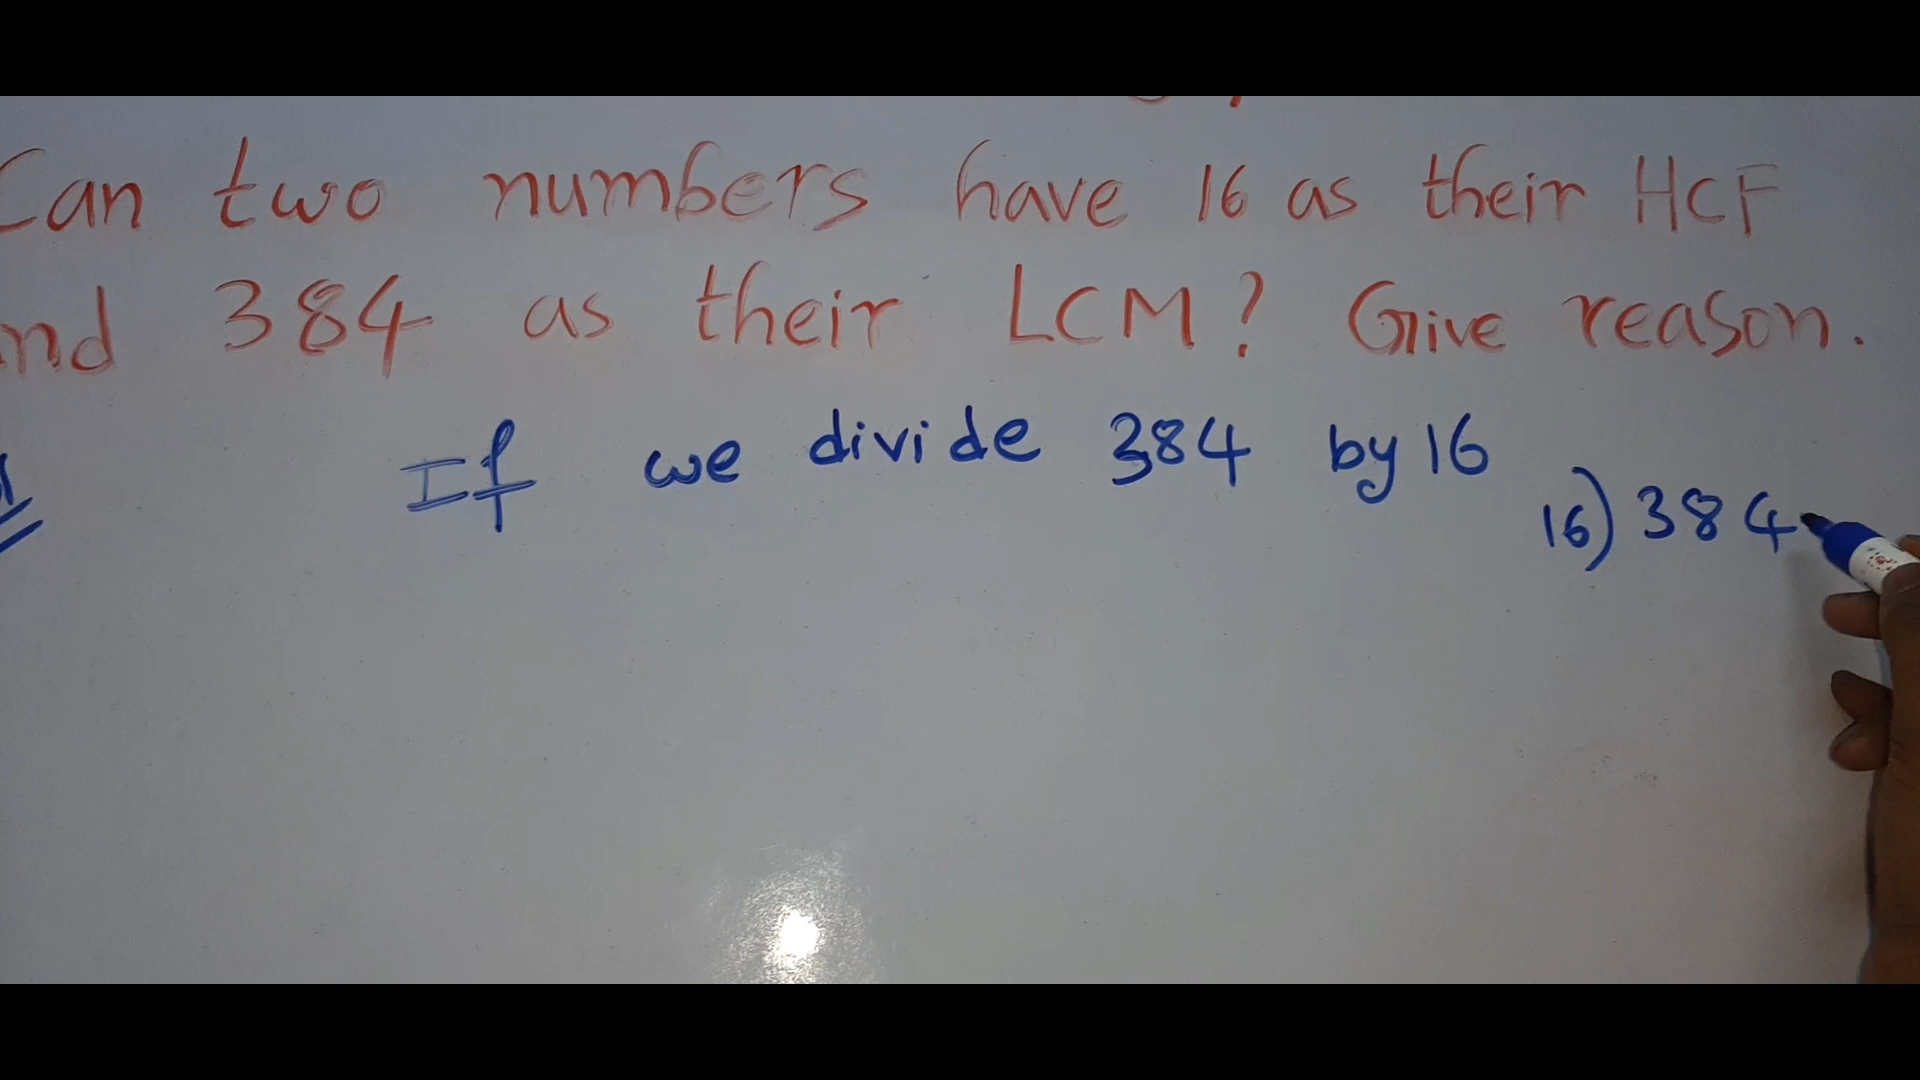 Can two numbers have 16 as their HCF
nd 384 as their LCM? Give reason.
If we divide 384 by 16
16)384